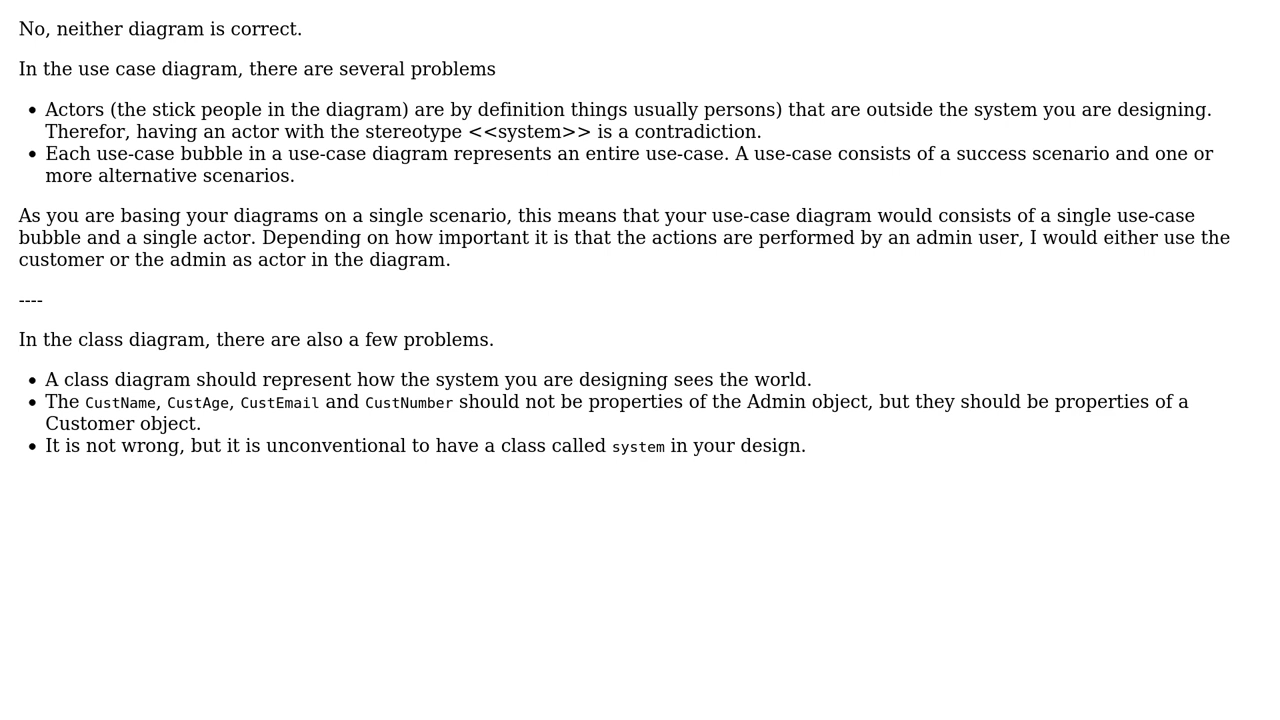 No, neither diagram is correct.
In the use case diagram, there are several problems
• Actors (the stick people in the diagram) are by definition things usually persons) that are outside the system you are designing.
Therefor, having an actor with the stereotype <<system>> is a contradiction.
• Each use-case bubble in a use-case diagram represents an entire use-case. A use-case consists of a success scenario and one or
more alternative scenarios.
As you are basing your diagrams on a single scenario, this means that your use-case diagram would consists of a single use-case
bubble and a single actor. Depending on how important it is that the actions are performed by an admin user, I would either use the
customer or the admin as actor in the diagram.
----
In the class diagram, there are also a few problems.
• A class diagram should represent how the system you are designing sees the world.
• The CustName, CustAge, CustEmail and CustNumber should not be properties of the Admin object, but they should be properties of a
Customer object.
• It is not wrong, but it is unconventional to have a class called system in your design.